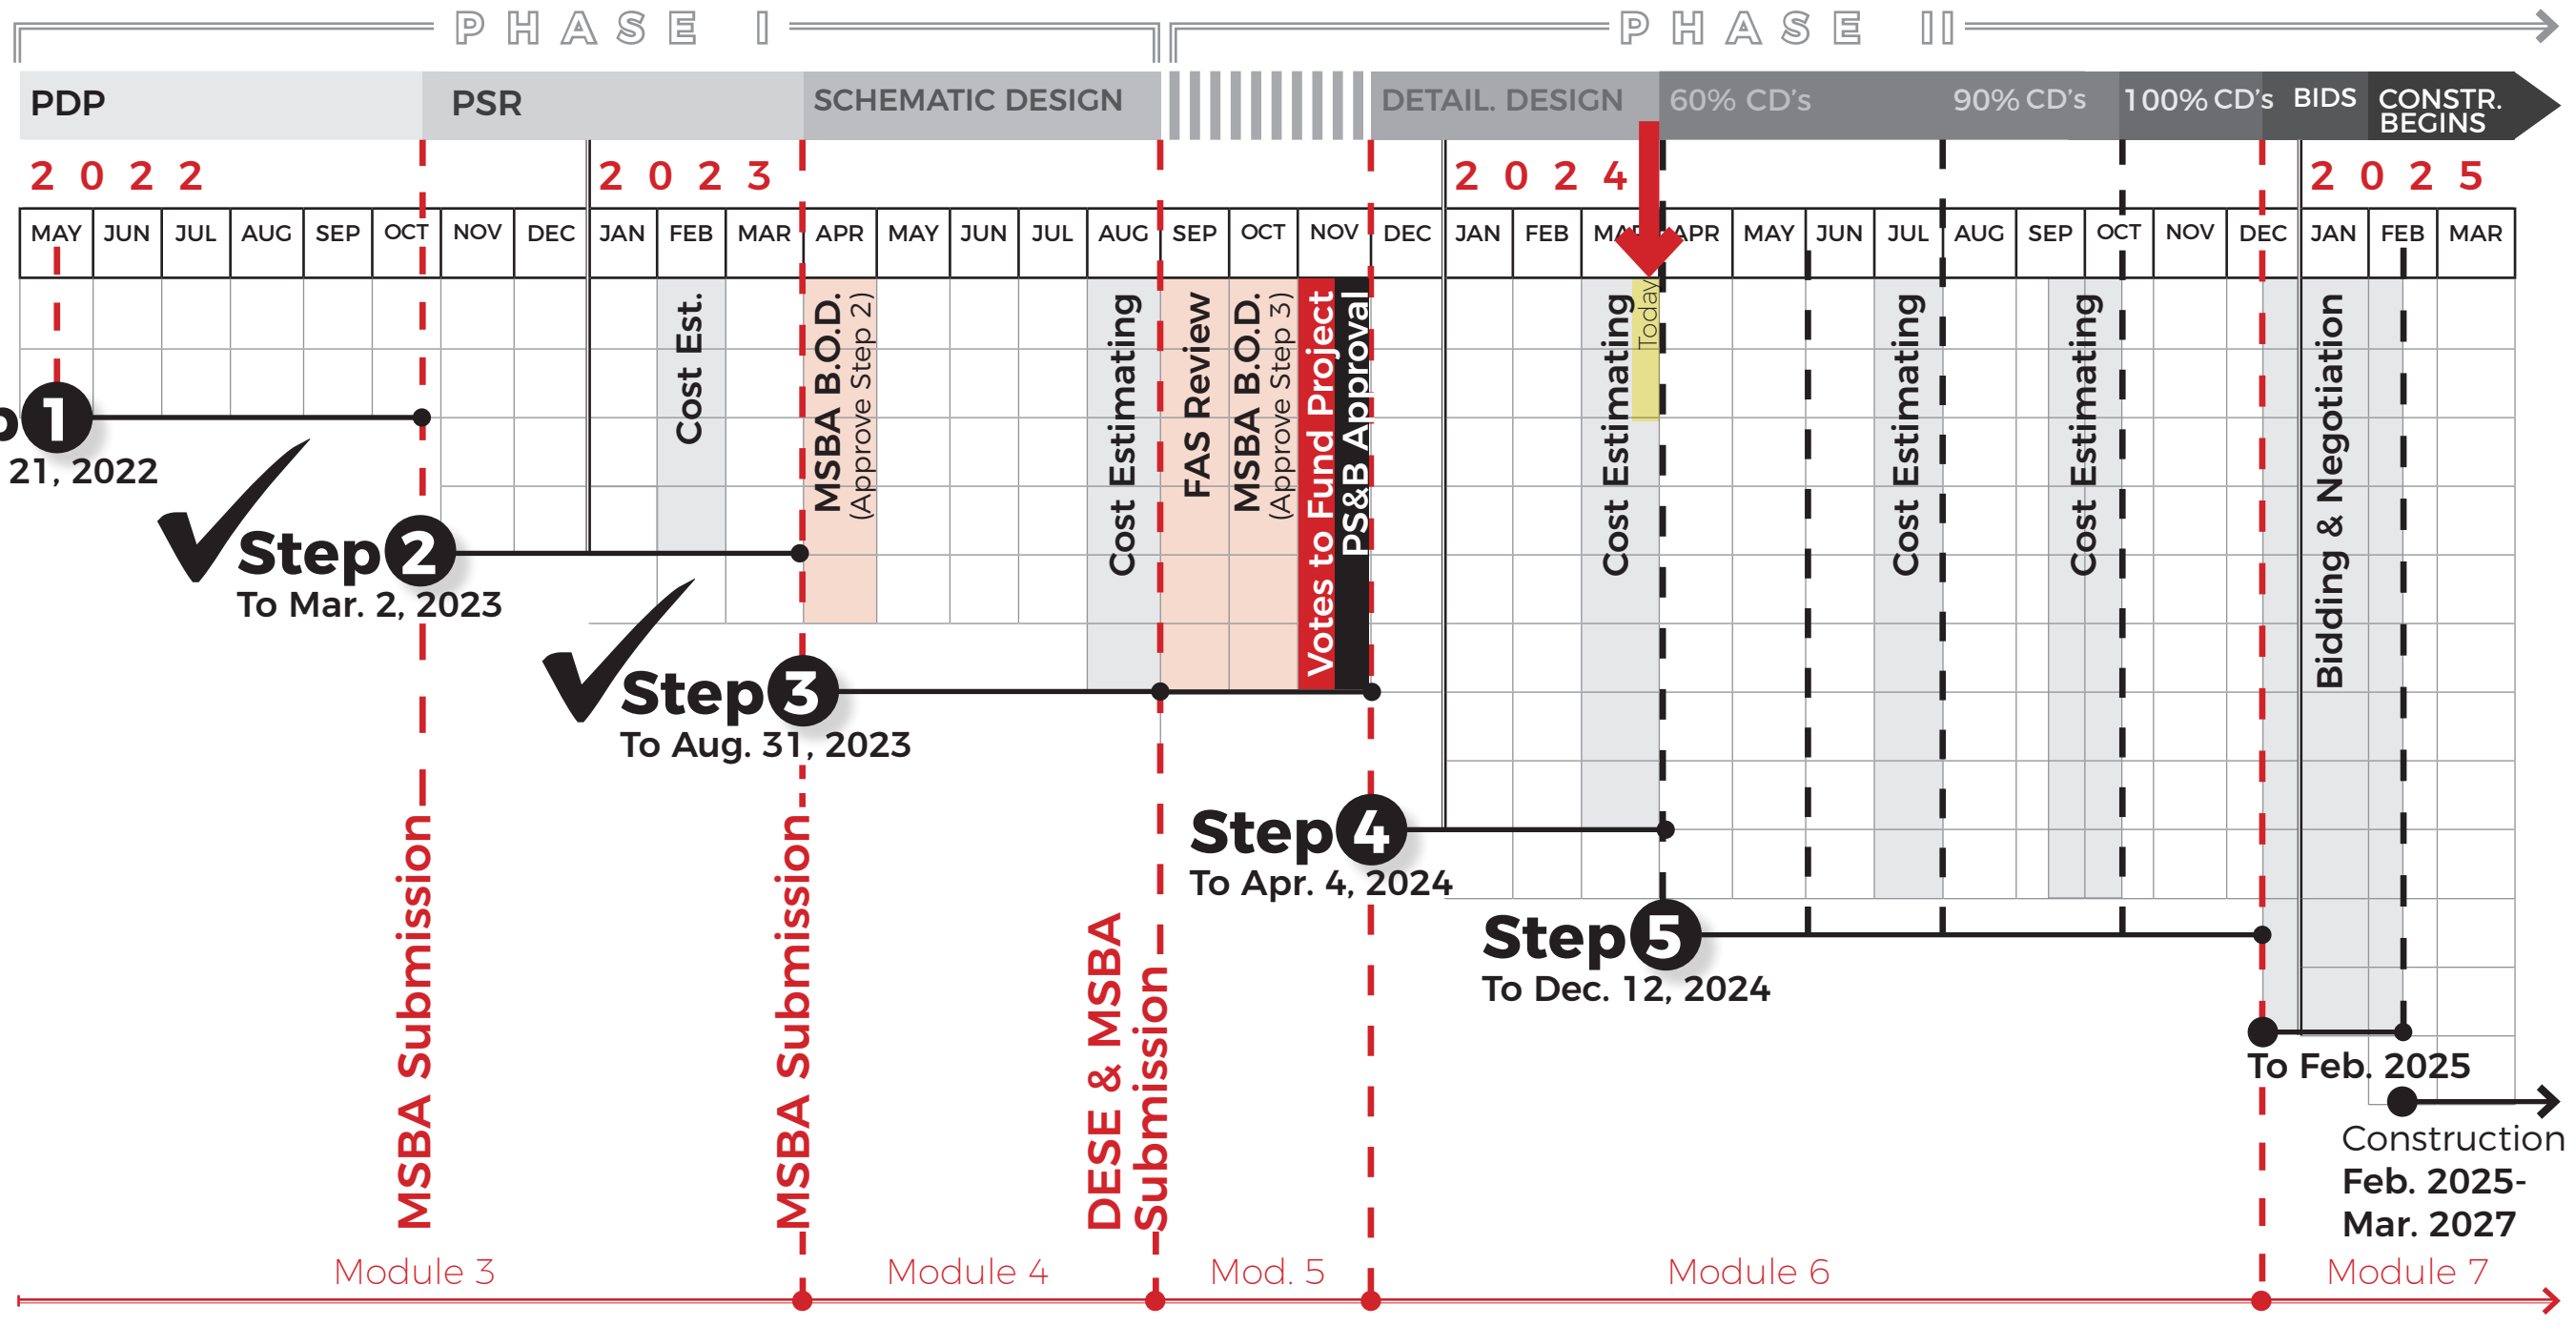 PHASE I
PHASE II
PDP
PSR
SCHEMATIC DESIGN
DETAIL. DESIGN
60% CD's
90% CD's
100% CD's
BIDS
CONSTR.
BEGINS
2022
2023
2024
2025
MAY JUN JUL AUG SEP OCT NOV DEC JAN FEB MAR APR MAY JUN JUL AUG SEP OCT NOV DEC JAN FEB MAR APR MAY JUN JUL AUG SEP OCT NOV DEC JAN FEB MAR
Cost Est.
MSBA B.O.D.
(Approve Step 2)
Cost Estimating
FAS Review
MSBA B.O.D.
(Approve Step 3)
Votes to Fund Project
PS&B Approval
Cost Estimating
Today
Cost Estimating
Cost Estimating
Bidding & Negotiation
p 1
21, 2022
Step 2
To Mar. 2, 2023
Step 3
To Aug. 31, 2023
Step 4
To Apr. 4, 2024
Step 5
To Dec. 12, 2024
To Feb. 2025
Construction
Feb. 2025-
Mar. 2027
MSBA Submission
MSBA Submission
DESE & MSBA
Submission
Module 3
Module 4
Mod. 5
Module 6
Module 7